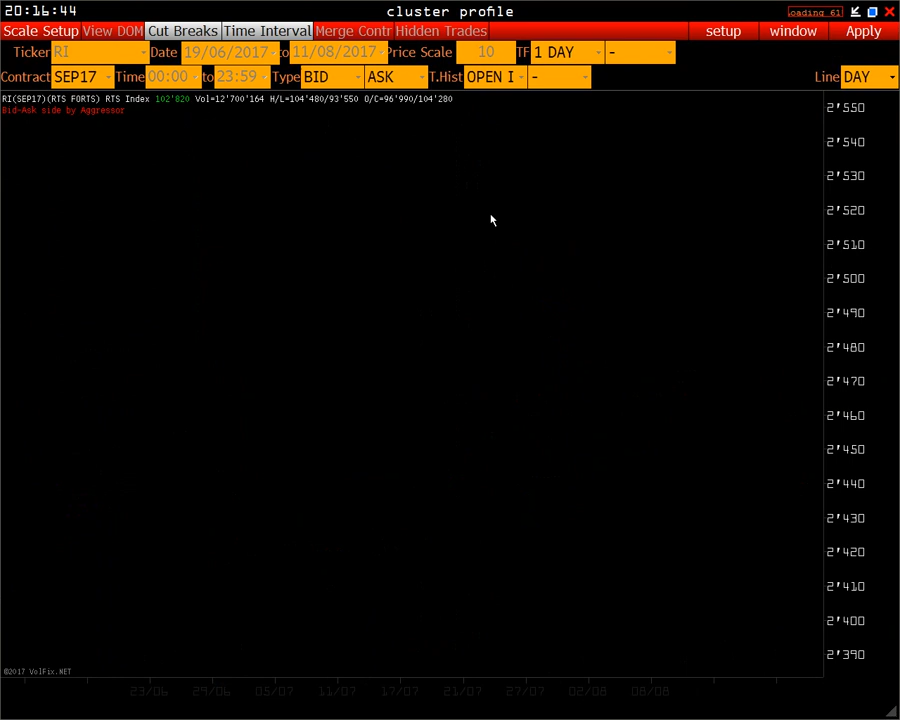 20:16:44 cluster profile loading 61
Scale Setup View DOM Cut Breaks Time Interval Merge Contr Hidden Trades setup window Apply
Ticker RI Date 19/06/2017 to 11/08/2017 Price Scale 10 TF 1 DAY -
Contract SEP17 Time 00:00 to 23:59 Type BID ASK T.Hist OPEN I - Line DAY
RI(SEP17)(RTS FORTS) RTS Index 102'820 Vol=12'700'164 H/L=104'480/93'550 O/C=96'990/104'280
Bid-Ask side by Aggressor
2'550
2'540
2'530
2'520
2'510
2'500
2'490
2'480
2'470
2'460
2'450
2'440
2'430
2'420
2'410
2'400
2'390
©2017 VolFix.NET
23/06 29/06 05/07 11/07 17/07 21/07 27/07 02/08 08/08